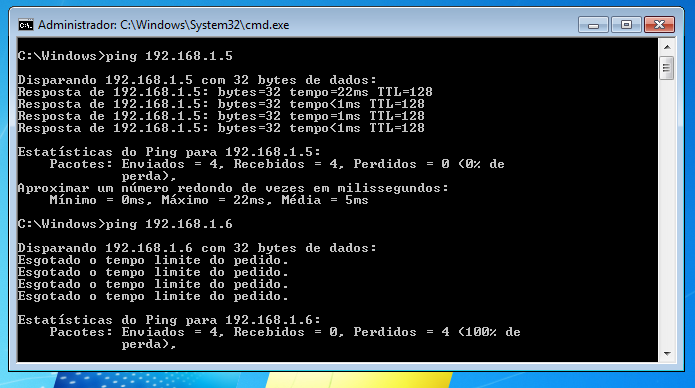 Administrador: C:\Windows\System32\cmd.exe
C:\Windows>ping 192.168.1.5
Disparando 192.168.1.5 com 32 bytes de dados:
Resposta de 192.168.1.5: bytes=32 tempo=22ms TTL=128
Resposta de 192.168.1.5: bytes=32 tempo<1ms TTL=128
Resposta de 192.168.1.5: bytes=32 tempo=1ms TTL=128
Resposta de 192.168.1.5: bytes=32 tempo<1ms TTL=128
Estatísticas do Ping para 192.168.1.5:
    Pacotes: Enviados = 4, Recebidos = 4, Perdidos = 0 (0% de
             perda),
Aproximar um número redondo de vezes em milissegundos:
    Mínimo = 0ms, Máximo = 22ms, Média = 5ms
C:\Windows>ping 192.168.1.6
Disparando 192.168.1.6 com 32 bytes de dados:
Esgotado o tempo limite do pedido.
Esgotado o tempo limite do pedido.
Esgotado o tempo limite do pedido.
Esgotado o tempo limite do pedido.
Estatísticas do Ping para 192.168.1.6:
    Pacotes: Enviados = 4, Recebidos = 0, Perdidos = 4 (100% de
             perda),